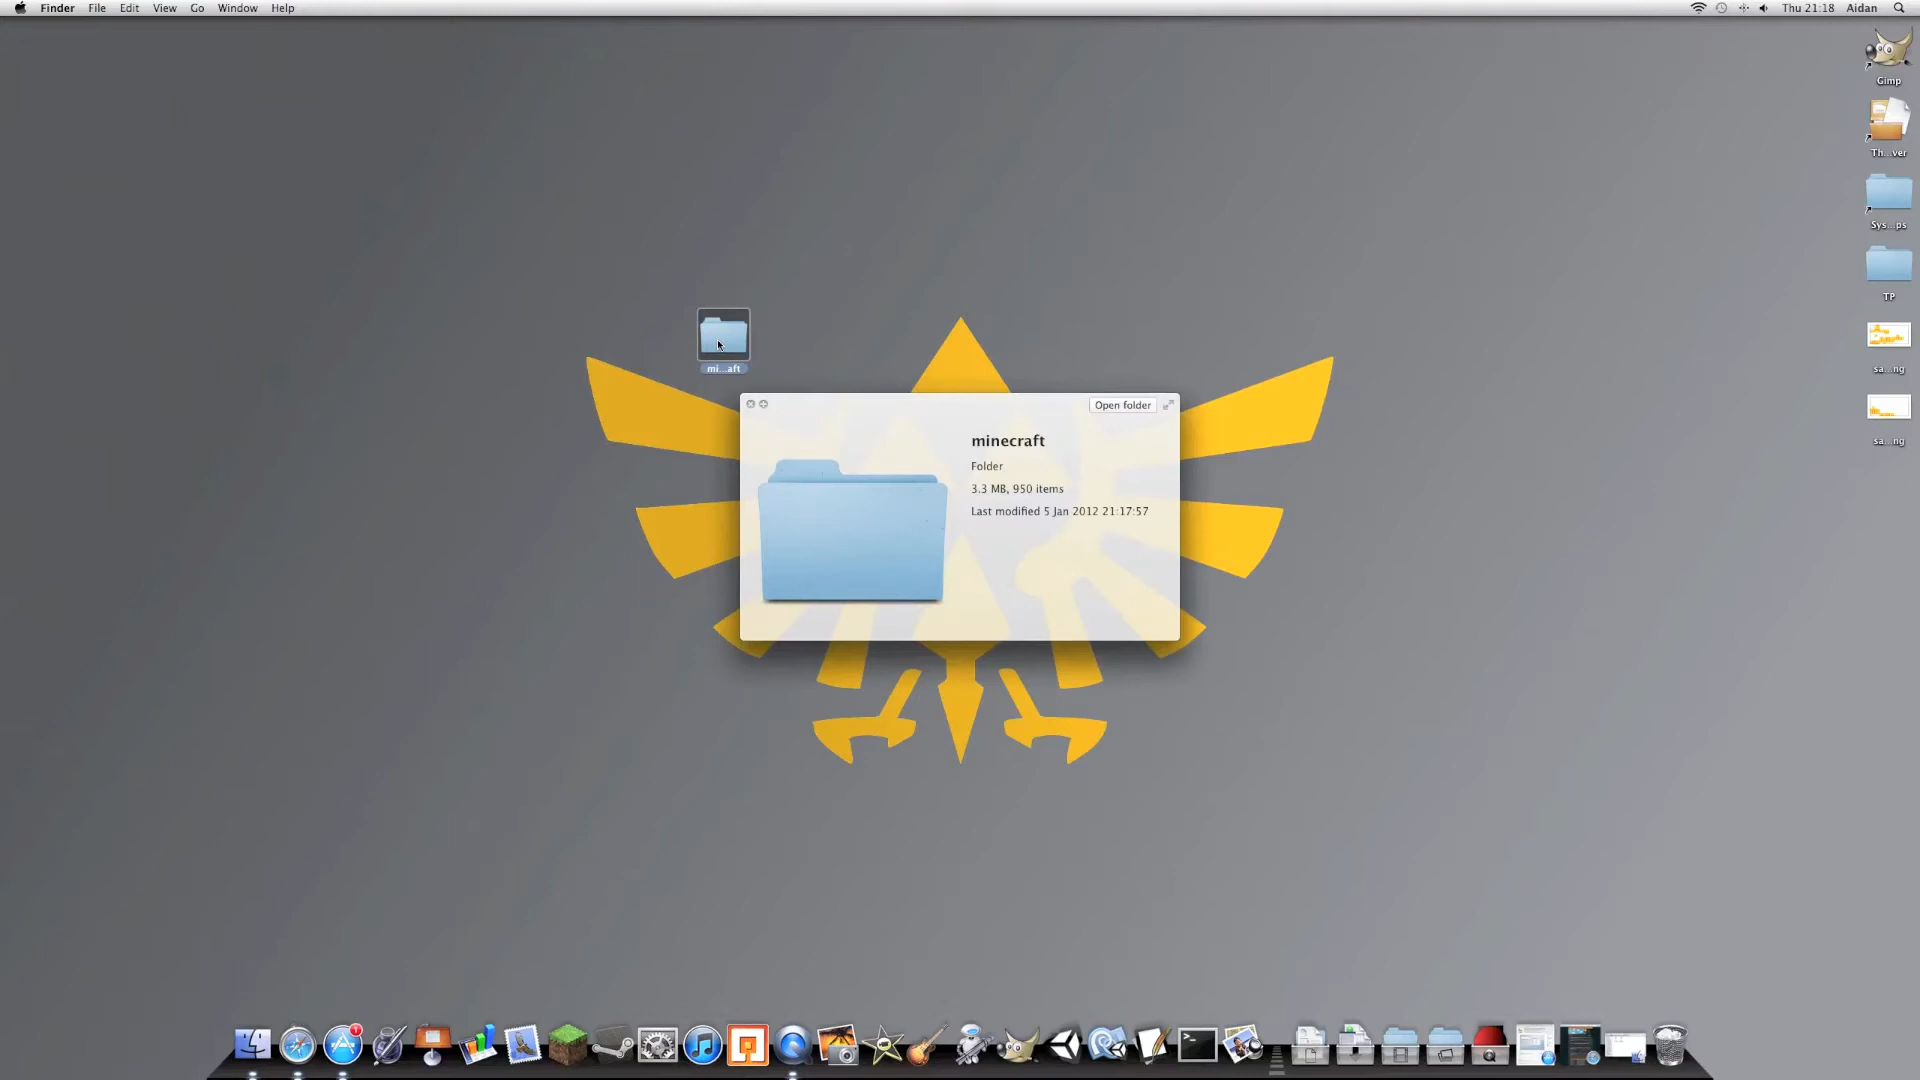 Finder File Edit View Go Window Help
Thu 21:18 Aidan
Gimp
Th...ver
Sys...ps
TP
sa...ng
sa...ng
mi...aft
Open folder
minecraft
Folder
3.3 MB, 950 items
Last modified 5 Jan 2012 21:17:57
1